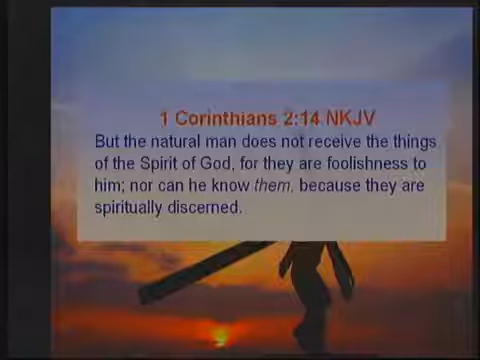 1 Corinthians 2:14 NKJV
But the natural man does not receive the things
of the Spirit of God, for they are foolishness to
him; nor can he know them, because they are
spiritually discerned.